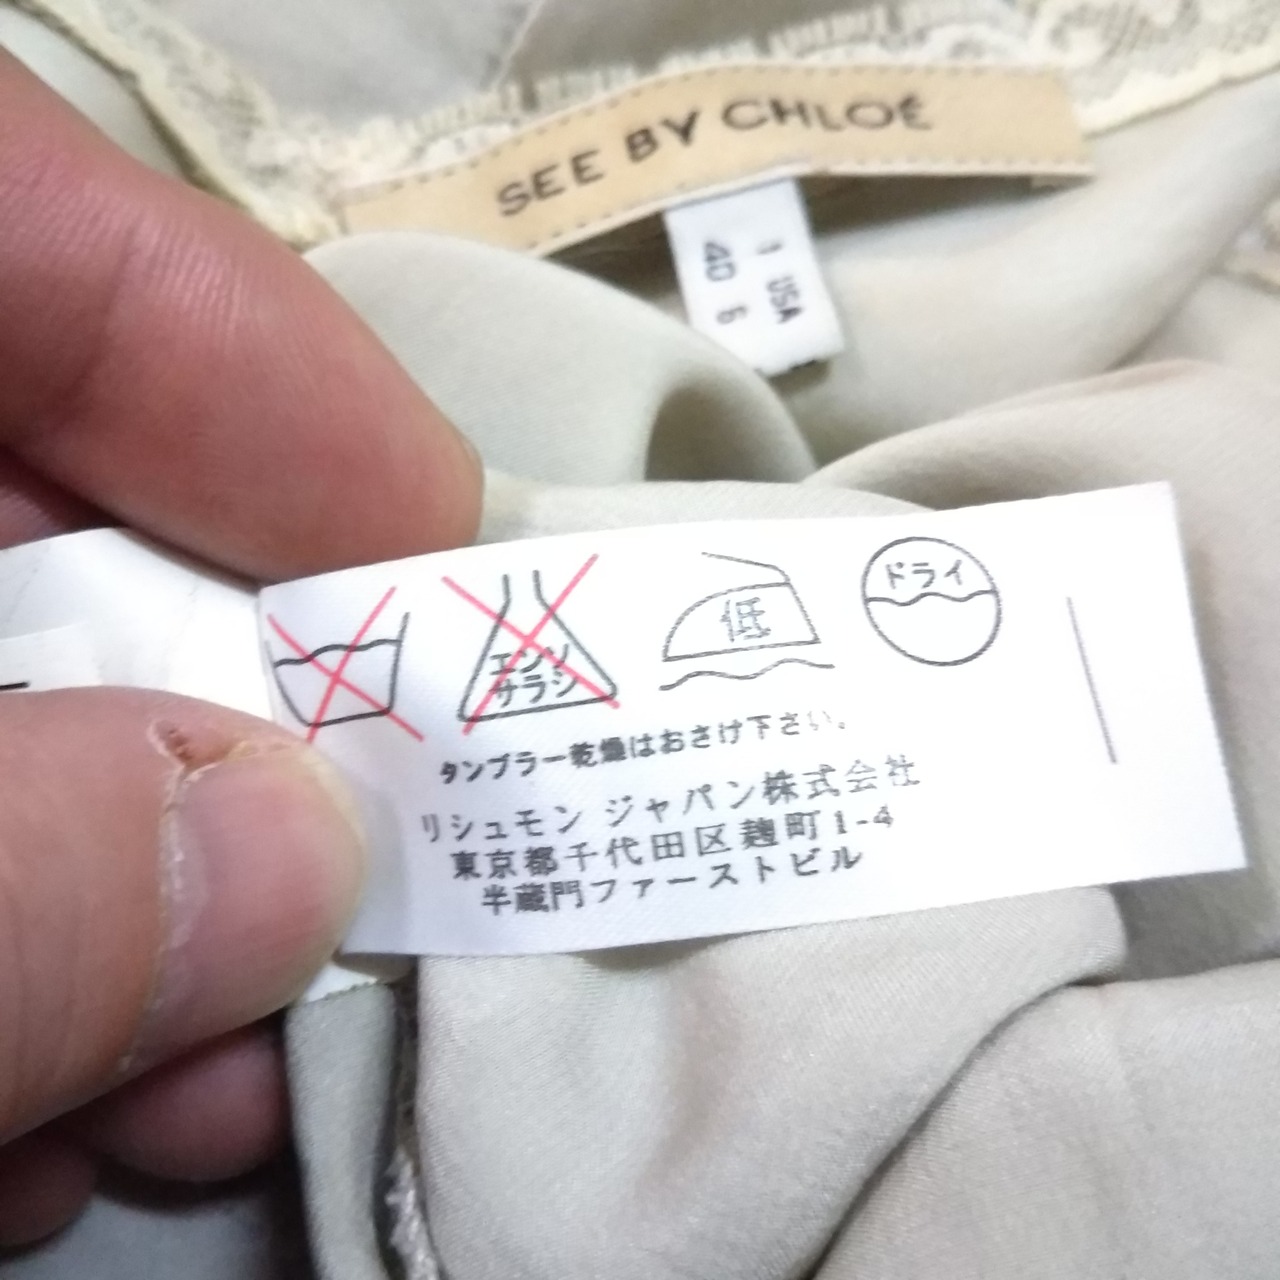 SEE BY CHLOÉ
I USA
40 6
エンソ
サラシ
低
ドライ
タンブラー乾燥はおさけ下さい。
リシュモン ジャパン株式会社
東京都千代田区麹町1-4
半蔵門ファーストビル